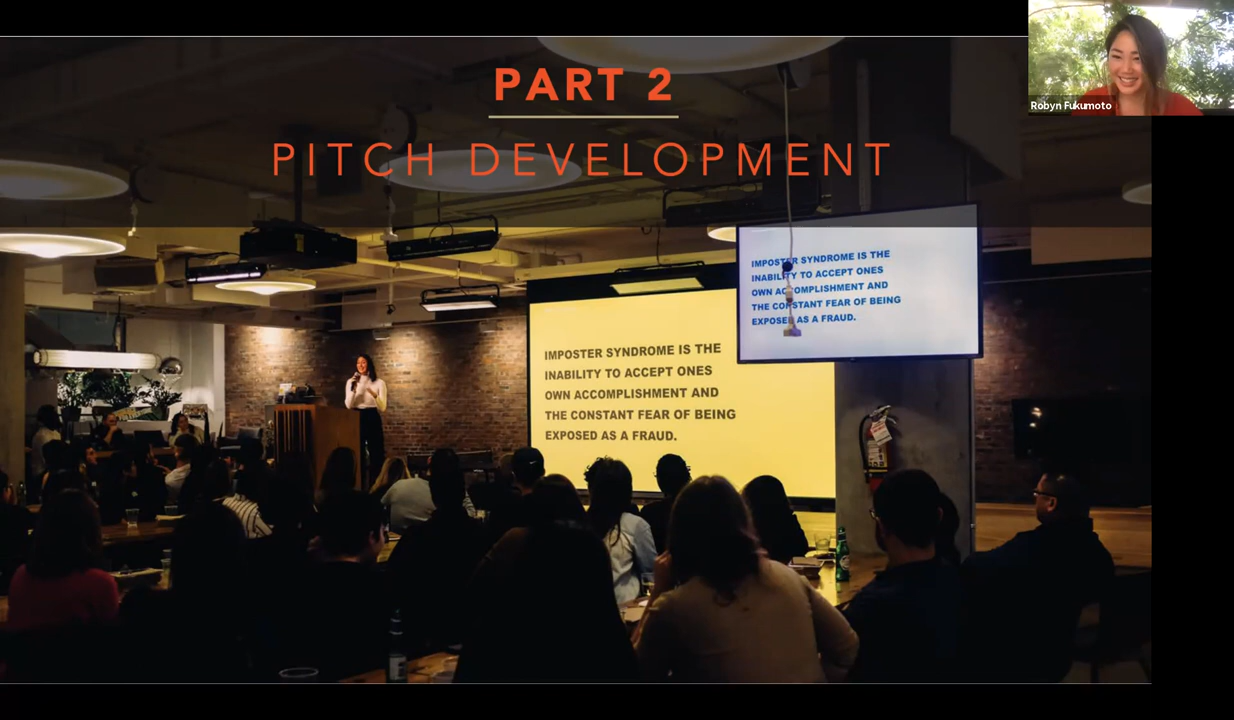 PART 2
PITCH DEVELOPMENT
Robyn Fukumoto
IMPOSTER SYNDROME IS THE
INABILITY TO ACCEPT ONES
OWN ACCOMPLISHMENT AND
THE CONSTANT FEAR OF BEING
EXPOSED AS A FRAUD.
IMPOSTER SYNDROME IS THE
INABILITY TO ACCEPT ONES
OWN ACCOMPLISHMENT AND
THE CONSTANT FEAR OF BEING
EXPOSED AS A FRAUD.